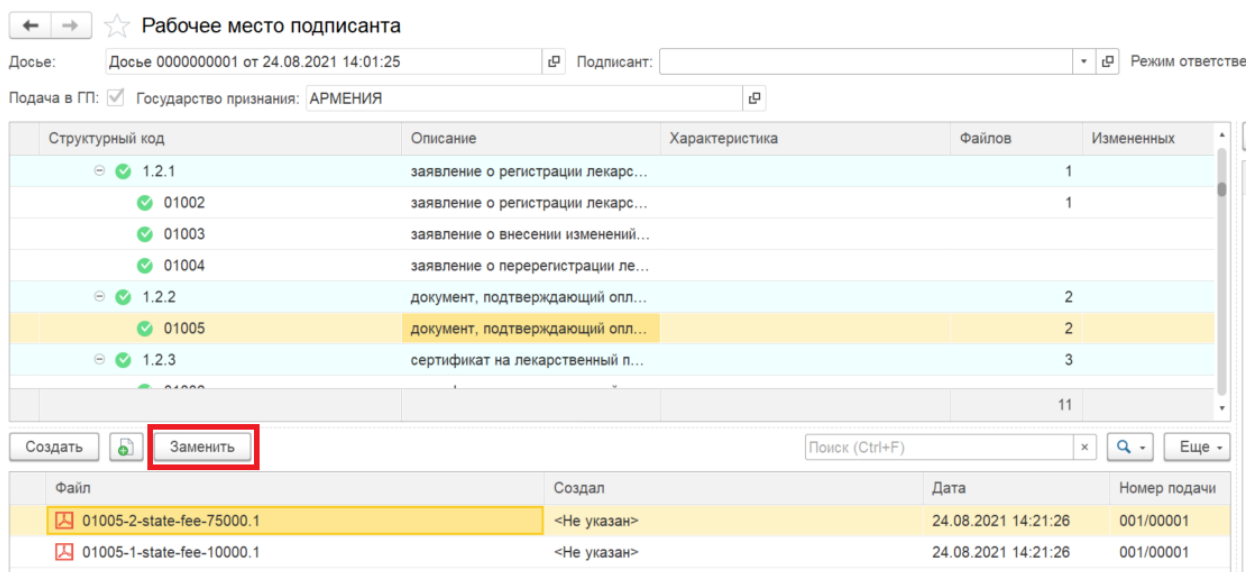 Рабочее место подписанта
Досье: Досье 0000000001 от 24.08.2021 14:01:25 Подписант: Режим ответстве
Подача в ГП: Государство признания: АРМЕНИЯ
Структурный код Описание Характеристика Файлов Измененных
1.2.1 заявление о регистрации лекарс... 1
01002 заявление о регистрации лекарс... 1
01003 заявление о внесении изменений...
01004 заявление о перерегистрации ле...
1.2.2 документ, подтверждающий опл... 2
01005 документ, подтверждающий опл... 2
1.2.3 сертификат на лекарственный п... 3
11
Создать Заменить Поиск (Ctrl+F) Еще
Файл Создал Дата Номер подачи
01005-2-state-fee-75000.1 <Не указан> 24.08.2021 14:21:26 001/00001
01005-1-state-fee-10000.1 <Не указан> 24.08.2021 14:21:26 001/00001